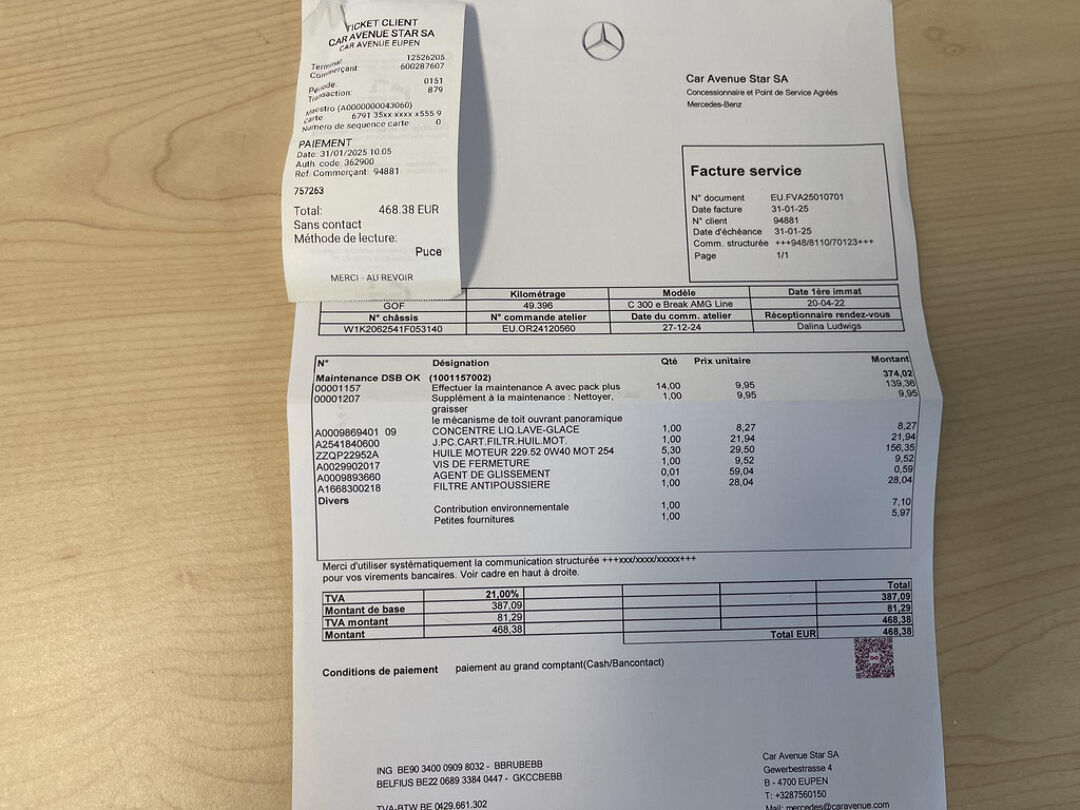 TICKET CLIENT
CAR AVENUE STAR SA
CAR AVENUE EUPEN
Terminal: 12526205
Commerçant: 600287607
Période 0151
Transaction: 879
Maestro (A0000000043060)
Carte 6791 35xx xxxx x555 9
Numero de sequence carte: 0
PAIEMENT
Date: 31/01/2025 10:05
Auth. code: 362900
Ref. Commerçant: 94881
757263
Total: 468.38 EUR
Sans contact
Méthode de lecture:
Puce
MERCI - AU REVOIR
Car Avenue Star SA
Concessionnaire et Point de Service Agréés
Mercedes-Benz
Facture service
N° document EU.FVA25010701
Date facture 31-01-25
N° client 94881
Date d'échéance 31-01-25
Comm. structurée +++948/8110/70123+++
Page 1/1
Kilométrage Modèle Date 1ère immat
GOF 49.396 C 300 e Break AMG Line 20-04-22
N° châssis N° commande atelier Date du comm. atelier Réceptionnaire rendez-vous
W1K2062541F053140 EU.OR24120560 27-12-24 Dalina Ludwigs
N° Désignation Qté Prix unitaire Montant
Maintenance DSB OK (1001157002) 374,02
00001157 Effectuer la maintenance A avec pack plus 14,00 9,95 139,36
00001207 Supplément à la maintenance : Nettoyer, 1,00 9,95 9,95
graisser
le mécanisme de toit ouvrant panoramique
A0009869401 09 CONCENTRE LIQ.LAVE-GLACE 1,00 8,27 8,27
A2541840600 J.PC.CART.FILTR.HUIL.MOT. 1,00 21,94 21,94
ZZQP22952A HUILE MOTEUR 229.52 0W40 MOT 254 5,30 29,50 156,35
A0029902017 VIS DE FERMETURE 1,00 9,52 9,52
A0009893660 AGENT DE GLISSEMENT 0,01 59,04 0,59
A1668300218 FILTRE ANTIPOUSSIERE 1,00 28,04 28,04
Divers
Contribution environnementale 1,00 7,10
Petites fournitures 1,00 5,97
Merci d'utiliser systématiquement la communication structurée +++xxx/xxxx/xxxxx+++
pour vos virements bancaires. Voir cadre en haut à droite.
TVA 21,00% Total
Montant de base 387,09 387,09
TVA montant 81,29 81,29
Montant 468,38 468,38
Total EUR 468,38
Conditions de paiement paiement au grand comptant(Cash/Bancontact)
ING BE90 3400 0909 8032 - BBRUBEBB
BELFIUS BE22 0689 3384 0447 - GKCCBEBB
TVA-BTW BE 0429.661.302
Car Avenue Star SA
Gewerbestrasse 4
B - 4700 EUPEN
T: +3287560150
Mail: mercedes@caravenue.com